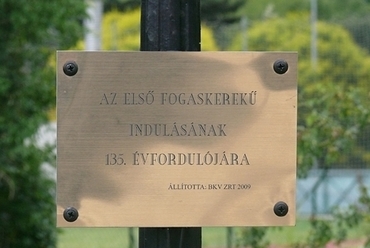 AZ ELSŐ FOGASKEREKŰ
INDULÁSÁNAK
135. ÉVFORDULÓJÁRA
ÁLLÍTOTTA: BKV ZRT 2009